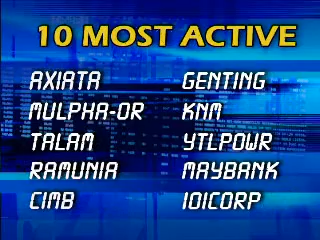 10 MOST ACTIVE
AXIATA
MULPHA-OR
TALAM
RAMUNIA
CIMB
GENTING
KNM
YTLPOWR
MAYBANK
IOICORP